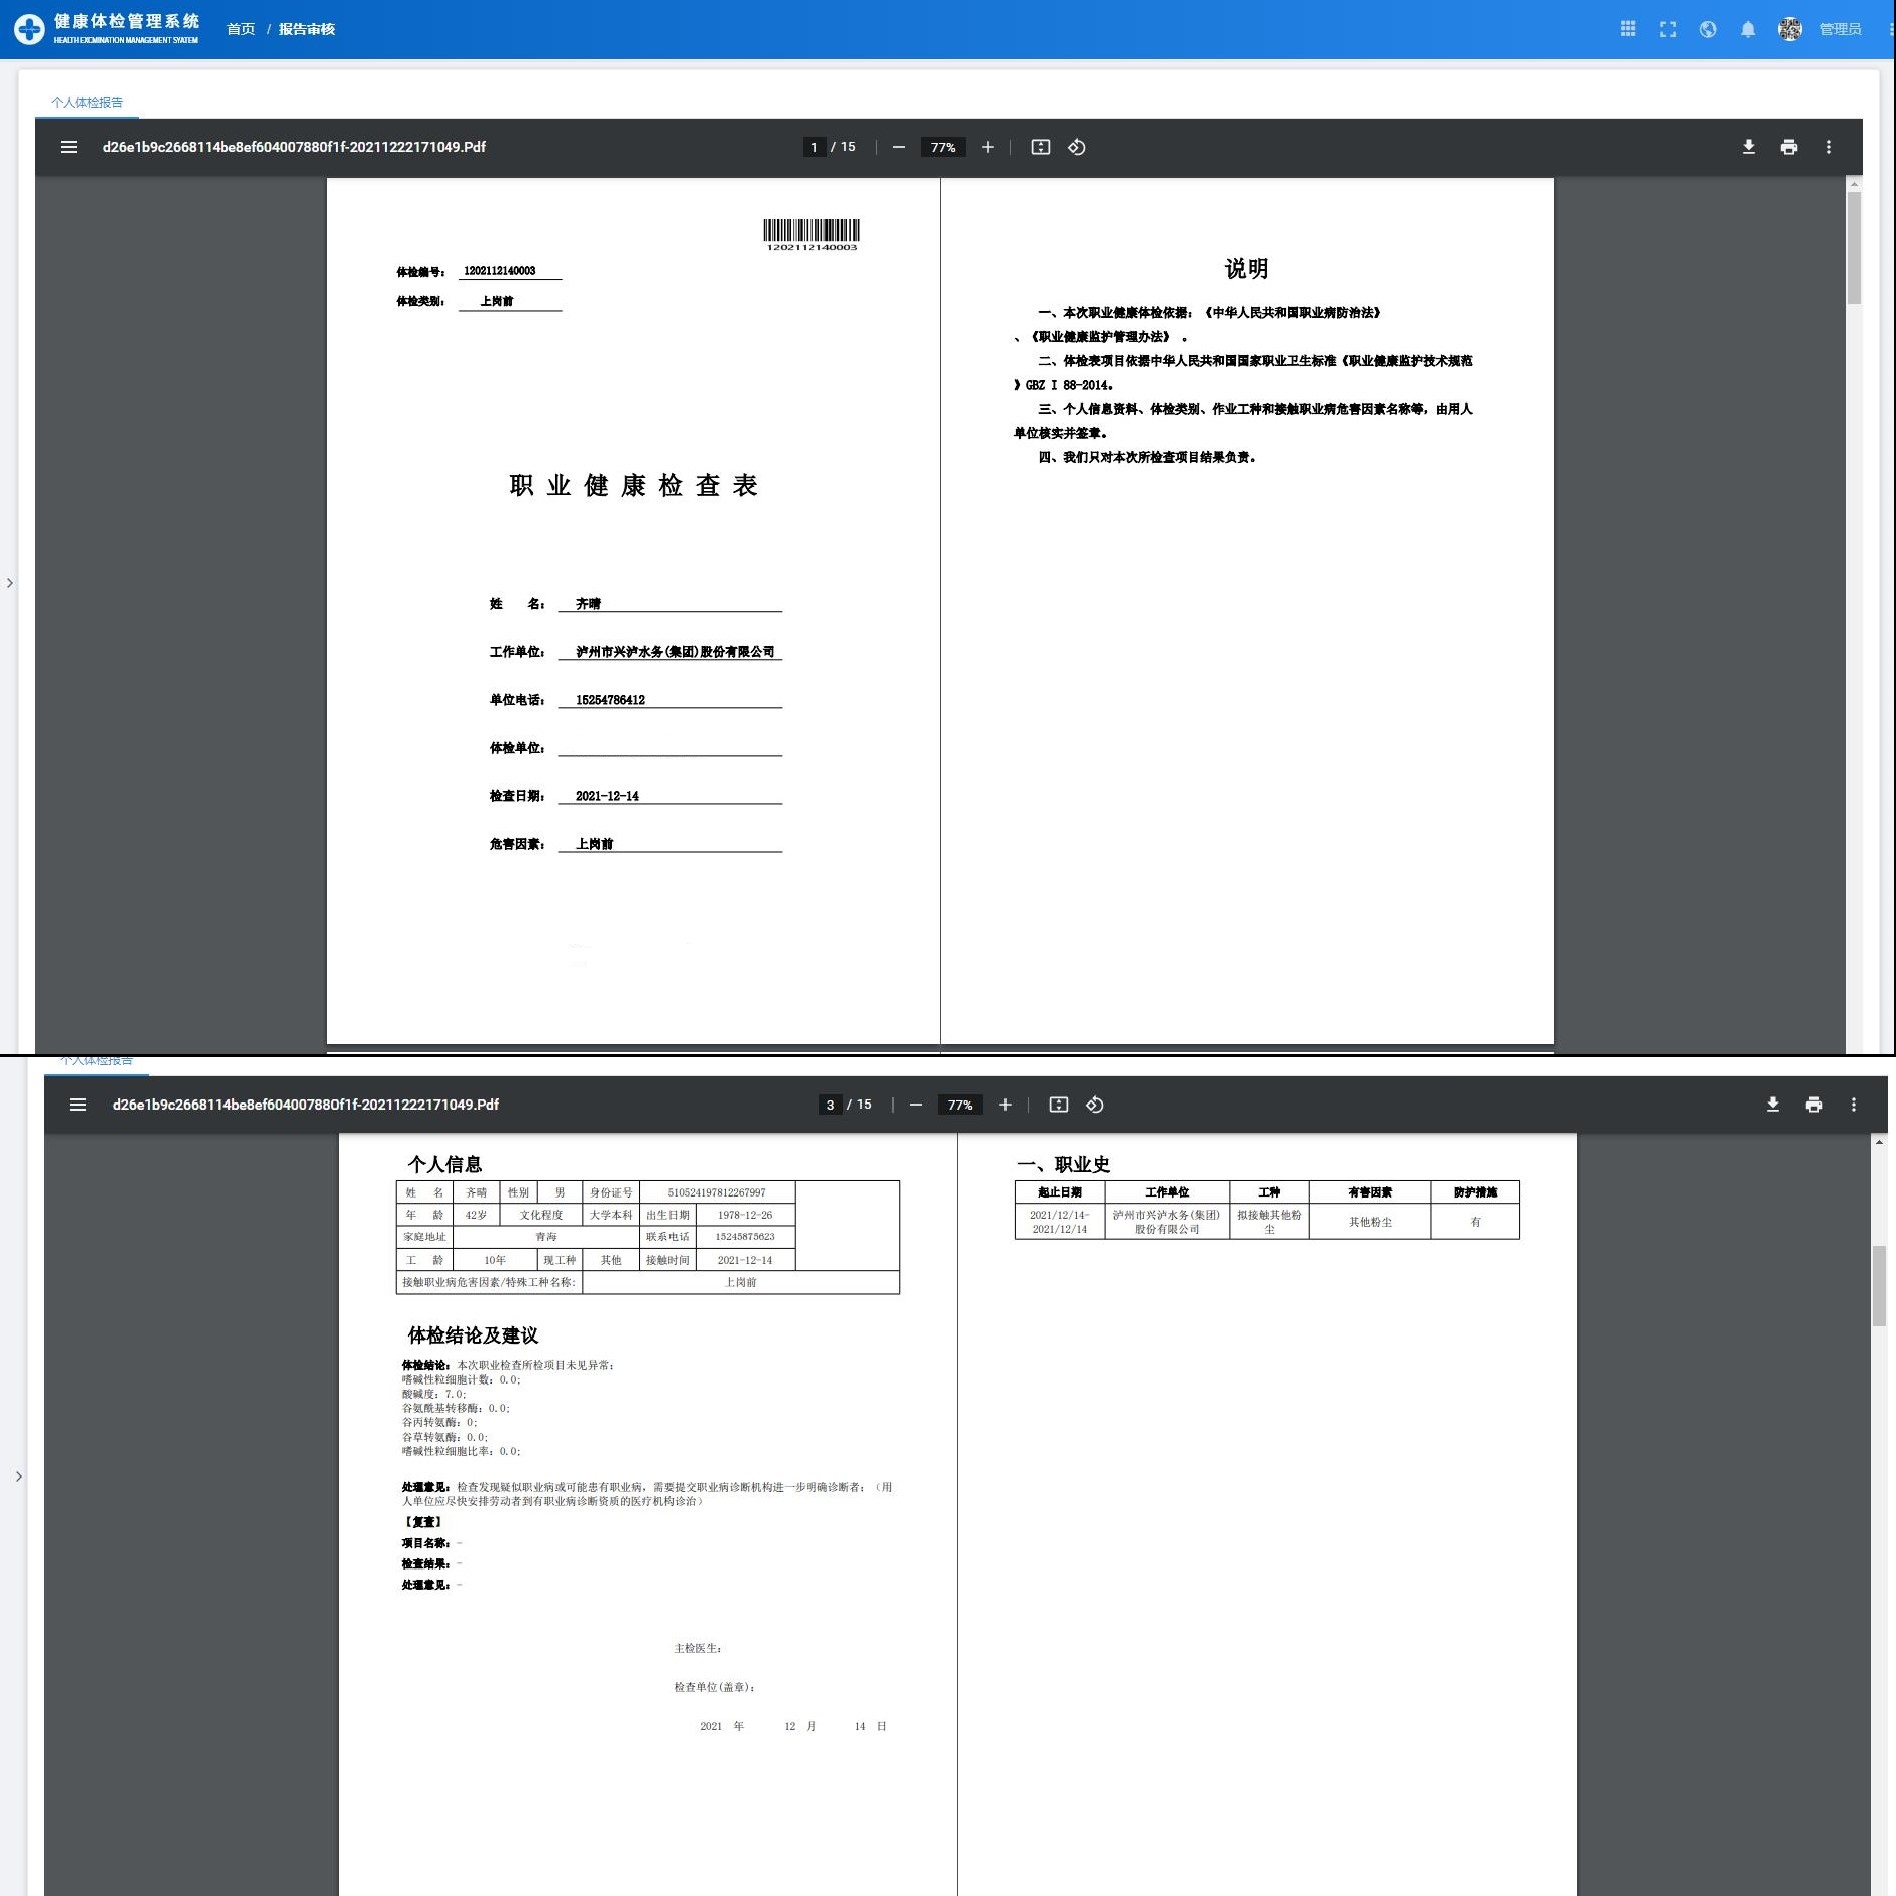 健康体检管理系统
HEALTH EXCMINATION MANAGEMENT SYATEM
首页 / 报告审核
管理员
个人体检报告
d26e1b9c2668114be8ef604007880f1f-20211222171049.Pdf
1 / 15
77%
1202112140003
体检编号： 1202112140003
体检类别： 上岗前
职业健康检查表
姓 名： 齐晴
工作单位： 泸州市兴泸水务(集团)股份有限公司
单位电话： 15254786412
体检单位：
检查日期： 2021-12-14
危害因素： 上岗前
说明
一、本次职业健康体检依据：《中华人民共和国职业病防治法》
、《职业健康监护管理办法》 。
二、体检表项目依据中华人民共和国国家职业卫生标准《职业健康监护技术规范
》GBZ I 88-2014。
三、个人信息资料、体检类别、作业工种和接触职业病危害因素名称等，由用人
单位核实并签章。
四、我们只对本次所检查项目结果负责。
个人体检报告
d26e1b9c2668114be8ef604007880f1f-20211222171049.Pdf
3 / 15
77%
个人信息
姓 名 齐晴 性别 男 身份证号 510524197812267997
年 龄 42岁 文化程度 大学本科 出生日期 1978-12-26
家庭地址 青海 联系电话 15245875623
工 龄 10年 现工种 其他 接触时间 2021-12-14
接触职业病危害因素/特殊工种名称: 上岗前
体检结论及建议
体检结论：本次职业检查所检项目未见异常；
嗜碱性粒细胞计数：0.0;
酸碱度：7.0;
谷氨酰基转移酶：0.0;
谷丙转氨酶：0;
谷草转氨酶：0.0;
嗜碱性粒细胞比率：0.0;
处理意见：检查发现疑似职业病或可能患有职业病，需要提交职业病诊断机构进一步明确诊断者；（用
人单位应尽快安排劳动者到有职业病诊断资质的医疗机构诊治）
【复查】
项目名称：-
检查结果：-
处理意见：-
主检医生：
检查单位(盖章)：
2021 年 12 月 14 日
一、职业史
起止日期 工作单位 工种 有害因素 防护措施
2021/12/14- 泸州市兴泸水务(集团) 拟接触其他粉 其他粉尘 有
2021/12/14 股份有限公司 尘